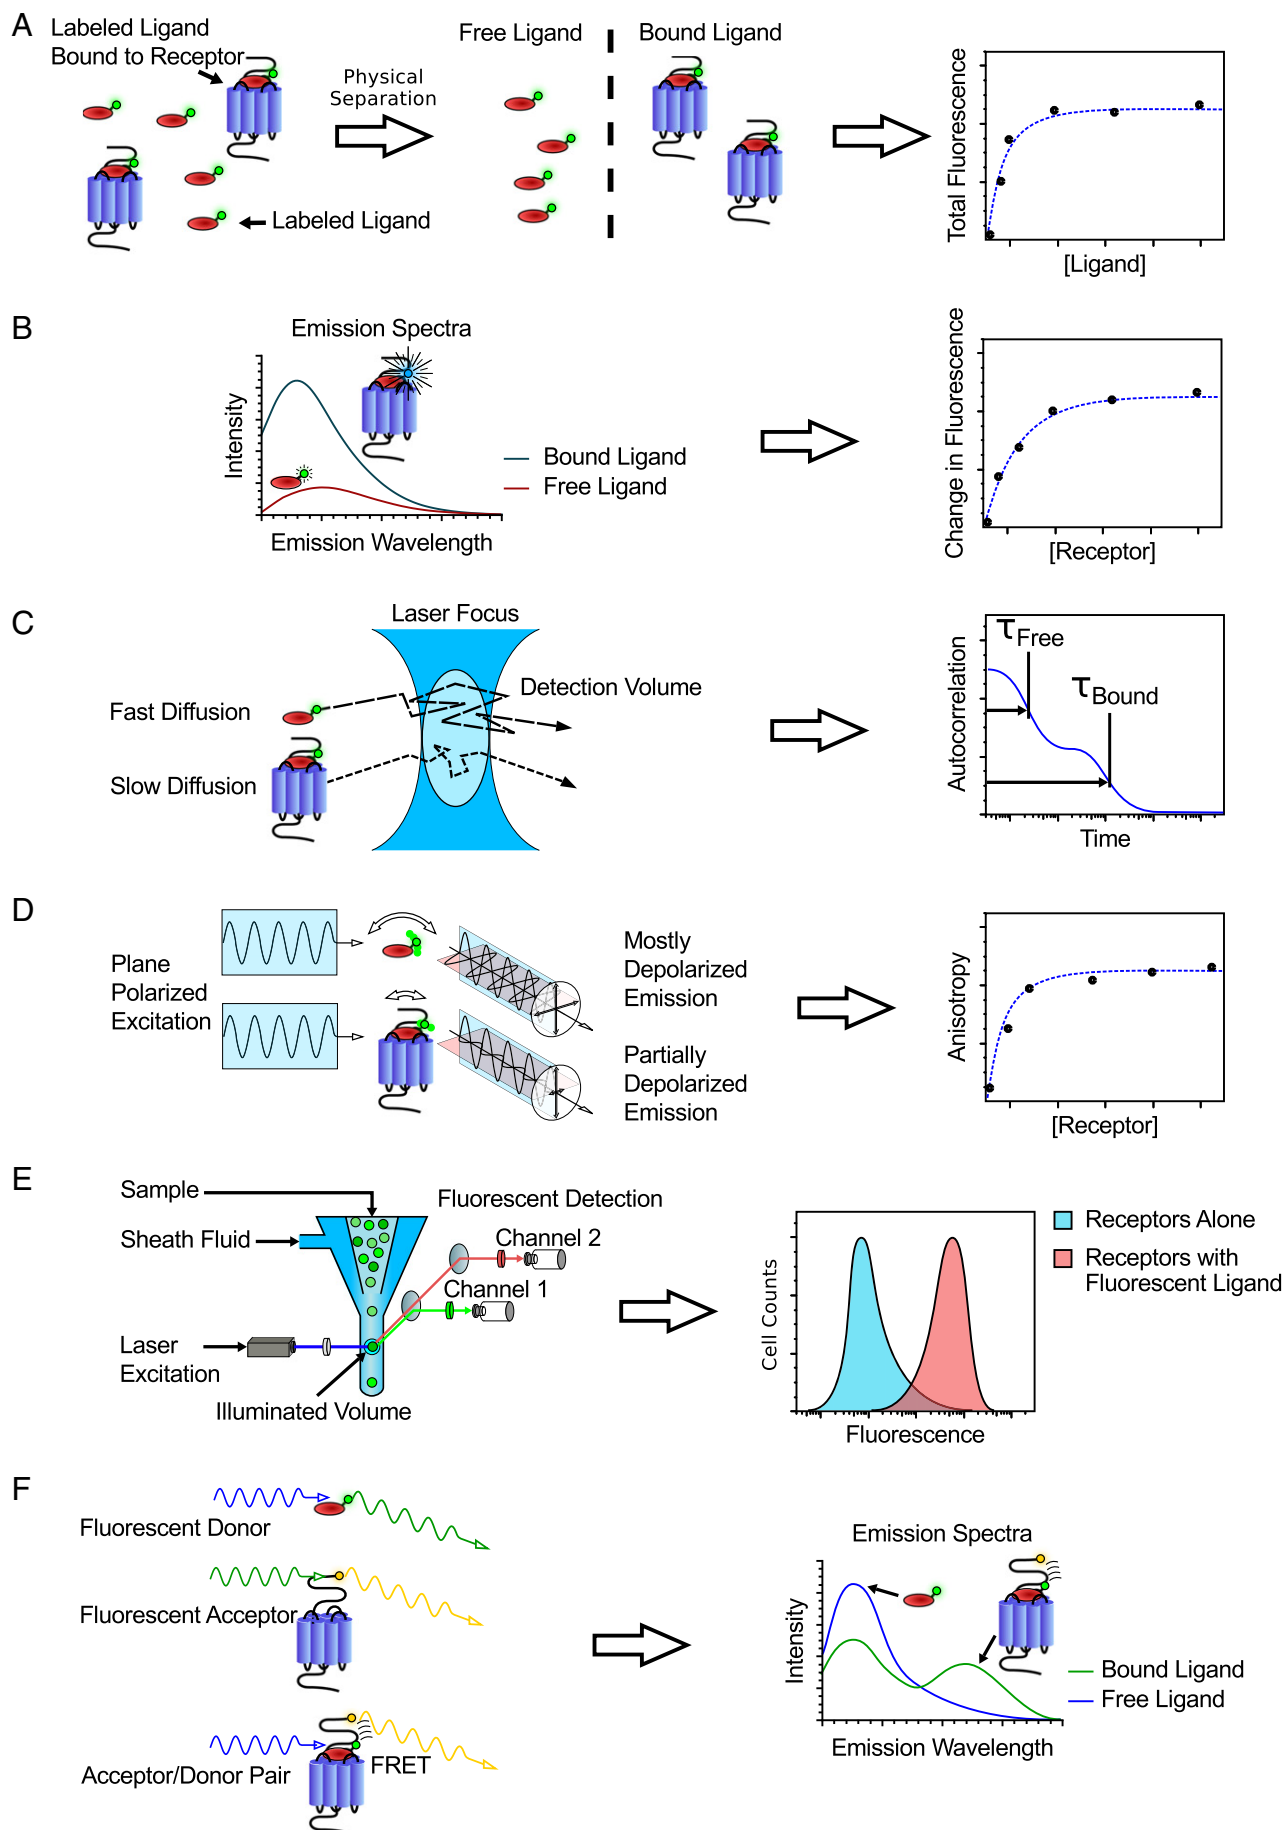 A
Labeled Ligand
Bound to Receptor
Physical
Separation
Free Ligand
Bound Ligand
Labeled Ligand
Total Fluorescence
[Ligand]
B
Emission Spectra
Intensity
Bound Ligand
Free Ligand
Emission Wavelength
Change in Fluorescence
[Receptor]
C
Laser Focus
Detection Volume
Fast Diffusion
Slow Diffusion
Autocorrelation
τFree
τBound
Time
D
Plane
Polarized
Excitation
Mostly
Depolarized
Emission
Partially
Depolarized
Emission
Anisotropy
[Receptor]
E
Sample
Sheath Fluid
Fluorescent Detection
Channel 2
Channel 1
Laser
Excitation
Illuminated Volume
Cell Counts
Fluorescence
Receptors Alone
Receptors with
Fluorescent Ligand
F
Fluorescent Donor
Fluorescent Acceptor
Acceptor/Donor Pair
FRET
Emission Spectra
Intensity
Bound Ligand
Free Ligand
Emission Wavelength